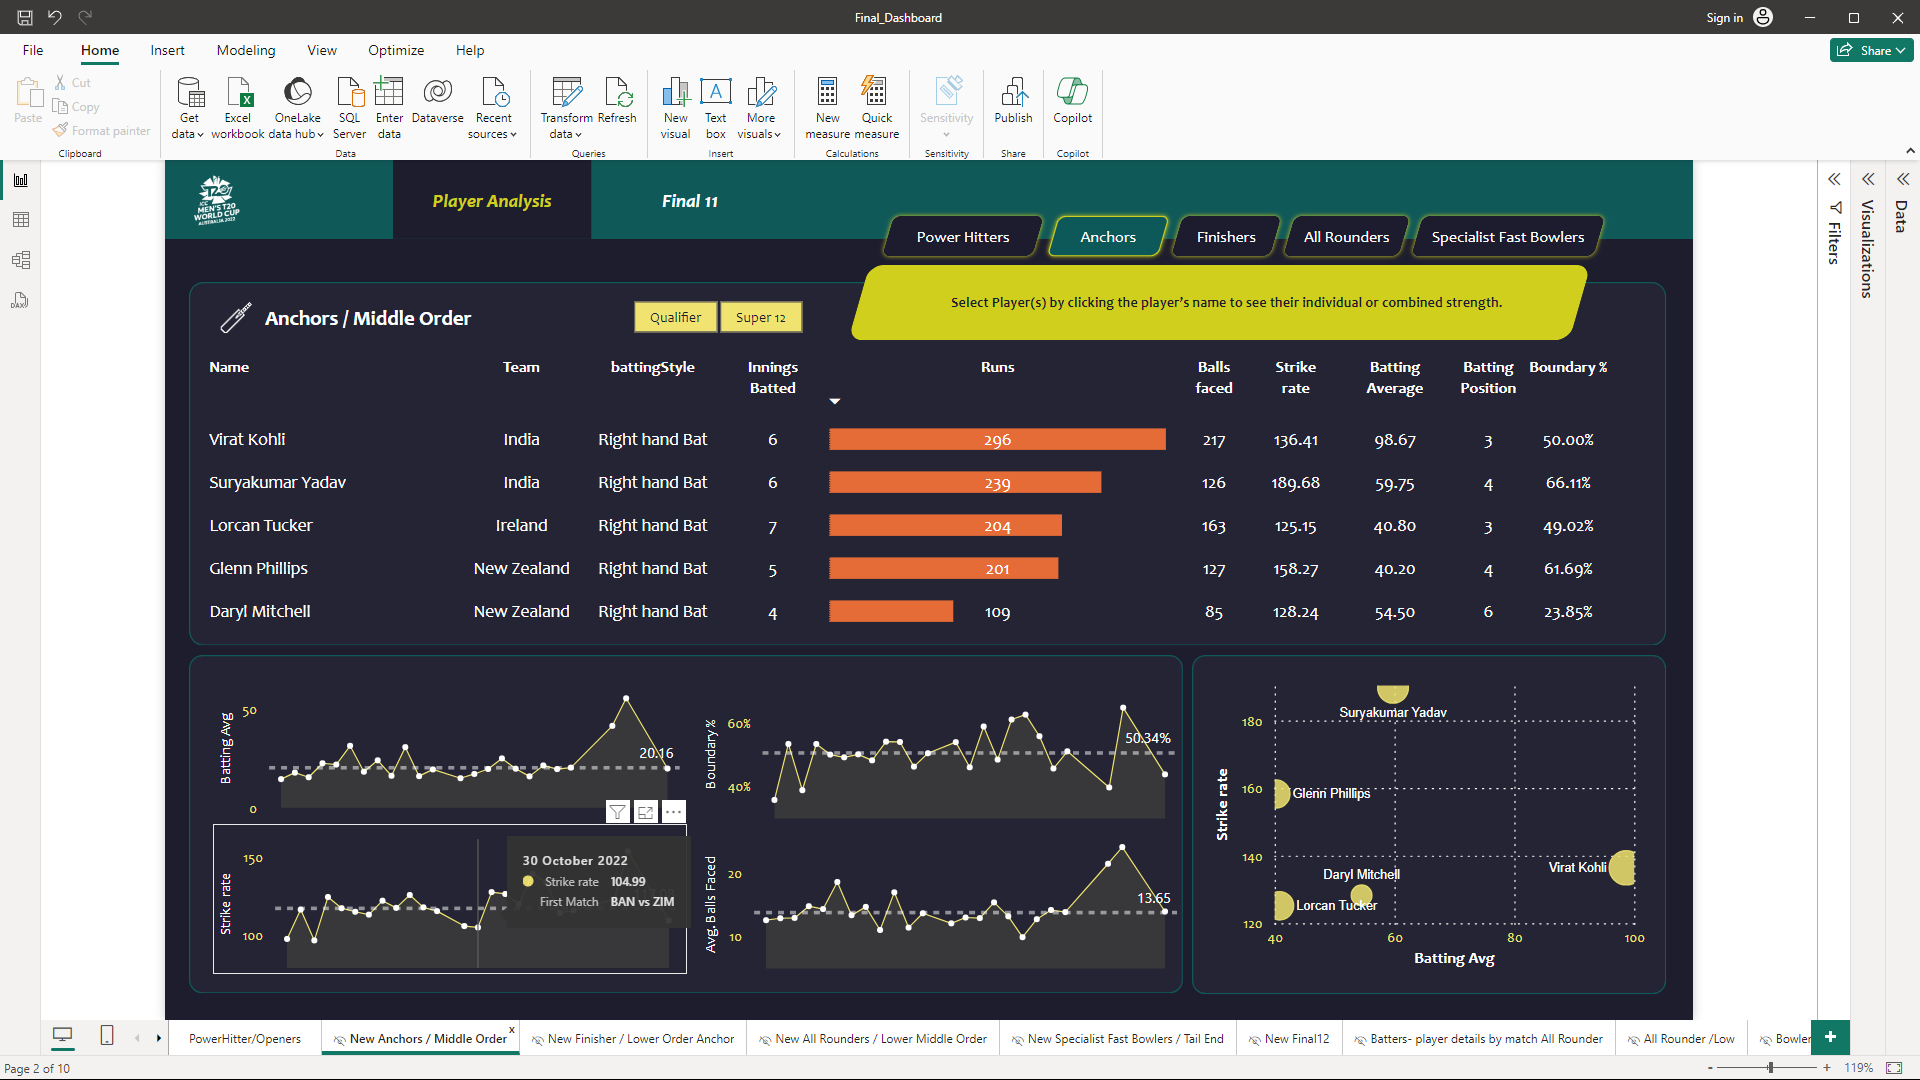 Final_Dashboard
Sign in
File
Home
Insert
Modeling
View
Optimize
Help
Share
Paste
Cut
Copy
Format painter
Clipboard
Get data
Excel workbook
OneLake data hub
SQL Server
Enter data
Dataverse
Recent sources
Data
Transform data
Refresh
Queries
New visual
Text box
More visuals
Insert
New measure
Quick measure
Calculations
Sensitivity
Sensitivity
Publish
Share
Copilot
Copilot
ICC
MEN'S T20
WORLD CUP
AUSTRALIA 2022
Player Analysis
Final 11
Power Hitters
Anchors
Finishers
All Rounders
Specialist Fast Bowlers
Select Player(s) by clicking the player's name to see their individual or combined strength.
Anchors / Middle Order
Qualifier
Super 12
Name Team battingStyle Innings Batted Runs Balls faced Strike rate Batting Average Batting Position Boundary %
Virat Kohli India Right hand Bat 6 296 217 136.41 98.67 3 50.00%
Suryakumar Yadav India Right hand Bat 6 239 126 189.68 59.75 4 66.11%
Lorcan Tucker Ireland Right hand Bat 7 204 163 125.15 40.80 3 49.02%
Glenn Phillips New Zealand Right hand Bat 5 201 127 158.27 40.20 4 61.69%
Daryl Mitchell New Zealand Right hand Bat 4 109 85 128.24 54.50 6 23.85%
Batting Avg
50
0
20.16
Boundary %
60%
40%
50.34%
Strike rate
150
100
30 October 2022
Strike rate 104.99
First Match BAN vs ZIM
Avg.Balls Faced
20
10
13.65
Strike rate
180
160
140
120
40
60
80
100
Batting Avg
Suryakumar Yadav
Glenn Phillips
Virat Kohli
Daryl Mitchell
Lorcan Tucker
Filters
Visualizations
Data
PowerHitter/Openers
New Anchors / Middle Order
New Finisher / Lower Order Anchor
New All Rounders / Lower Middle Order
New Specialist Fast Bowlers / Tail End
New Final12
Batters- player details by match All Rounder
All Rounder /Low
Bowler
Page 2 of 10
119%